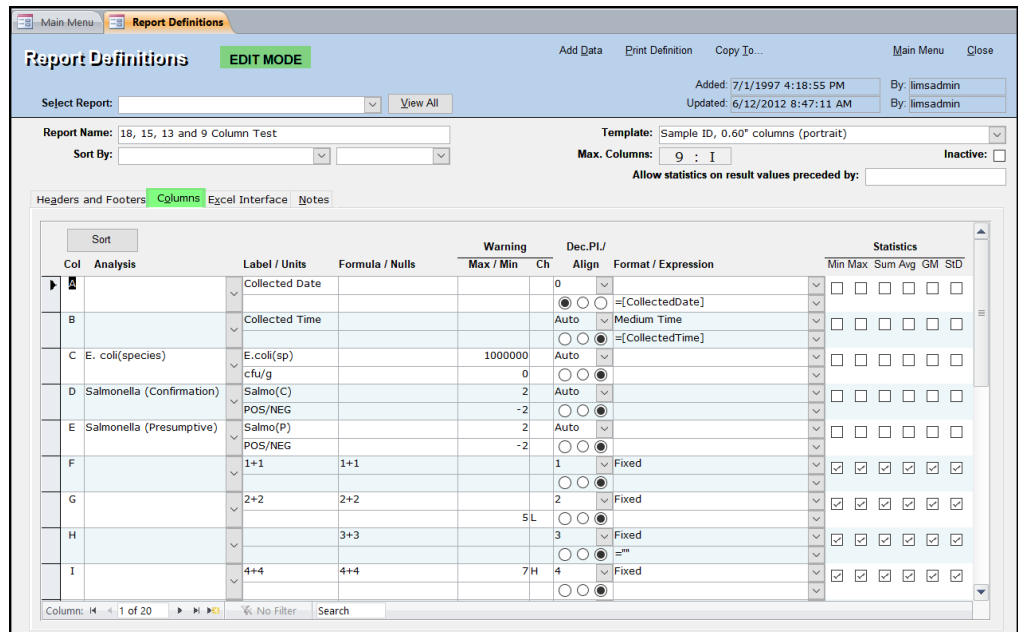 Main Menu Report Definitions
Report Definitions EDIT MODE Add Data Print Definition Copy To... Main Menu Close
Added: 7/1/1997 4:18:55 PM By: limsadmin
Select Report: View All Updated: 6/12/2012 8:47:11 AM By: limsadmin
Report Name: 18, 15, 13 and 9 Column Test Template: Sample ID, 0.60" columns (portrait)
Sort By: Max. Columns: 9 : I Inactive:
Allow statistics on result values preceded by:
Headers and Footers Columns Excel Interface Notes
Sort Warning Dec.Pl./ Statistics
Col Analysis Label / Units Formula / Nulls Max / Min Ch Align Format / Expression Min Max Sum Avg GM StD
A Collected Date 0
=[CollectedDate]
B Collected Time Auto Medium Time
=[CollectedTime]
C E. coli(species) E.coli(sp) 1000000 Auto
cfu/g 0
D Salmonella (Confirmation) Salmo(C) 2 Auto
POS/NEG -2
E Salmonella (Presumptive) Salmo(P) 2 Auto
POS/NEG -2
F 1+1 1+1 1 Fixed
G 2+2 2+2 2 Fixed
5 L
H 3+3 3 Fixed
=""
I 4+4 4+4 7 H 4 Fixed
Column: 1 of 20 No Filter Search